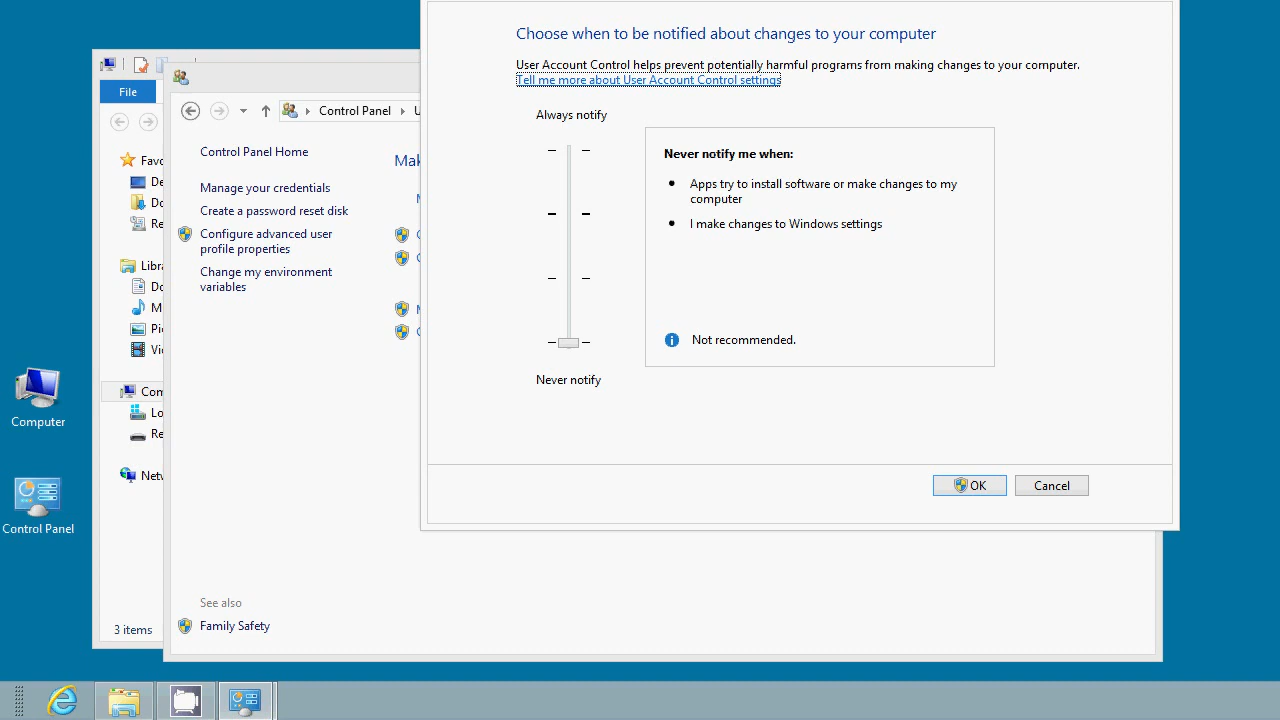 Choose when to be notified about changes to your computer
User Account Control helps prevent potentially harmful programs from making changes to your computer.
Tell me more about User Account Control settings
Always notify
Never notify me when:
Apps try to install software or make changes to my
computer
I make changes to Windows settings
Not recommended.
Never notify
OK
Cancel
File
Control Panel
Control Panel Home
Manage your credentials
Create a password reset disk
Configure advanced user
profile properties
Change my environment
variables
See also
Family Safety
3 items
Computer
Control Panel